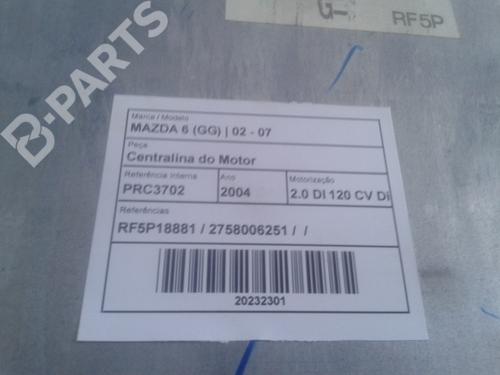 G-
RF5P
B-PARTS
Marca / Modelo
MAZDA 6 (GG) | 02 - 07
Peça
Centralina do Motor
Referência Interna
PRC3702
Ano
2004
Motorização
2.0 DI 120 CV Di
Referências
RF5P18881 / 2758006251 / /
20232301